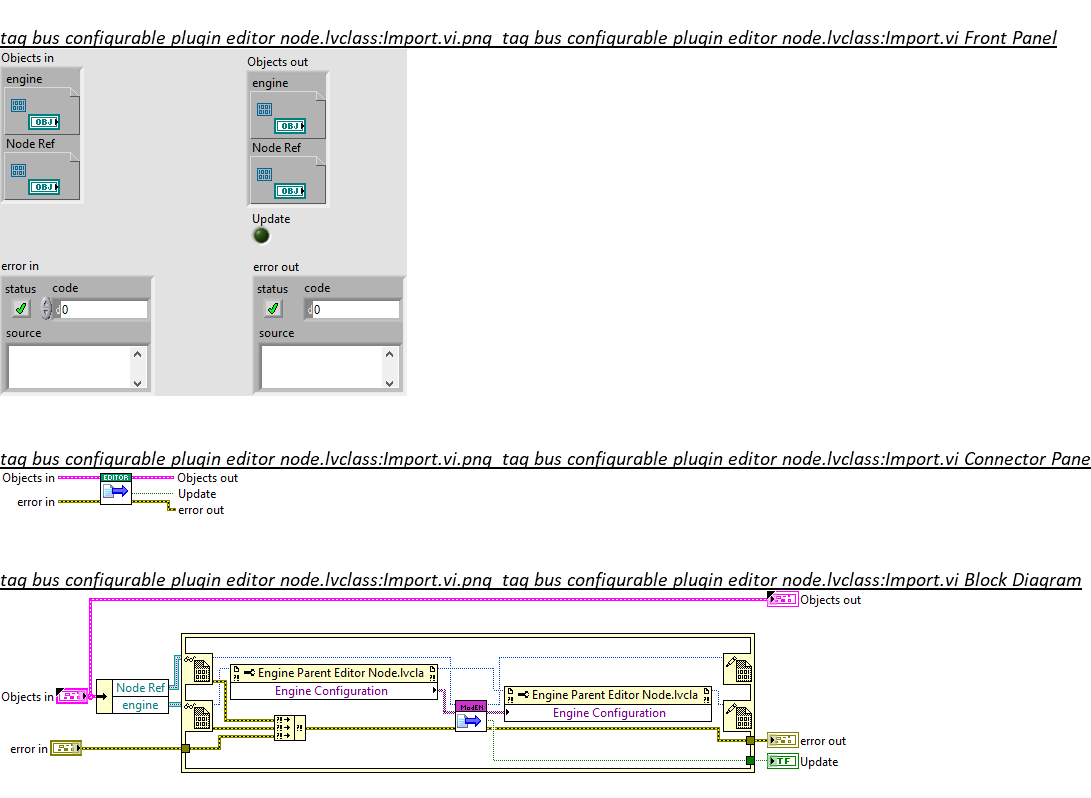 tag bus configurable plugin editor node.lvclass:Import.vi.png tag bus configurable plugin editor node.lvclass:Import.vi Front Panel
Objects in
Objects out
engine
engine
OBJ
OBJ
Node Ref
Node Ref
OBJ
OBJ
Update
error in
error out
status code
status code
0
0
source
source
tag bus configurable plugin editor node.lvclass:Import.vi.png tag bus configurable plugin editor node.lvclass:Import.vi Connector Pane
Objects in
EDITOR
Objects out
Update
error in
error out
tag bus configurable plugin editor node.lvclass:Import.vi.png tag bus configurable plugin editor node.lvclass:Import.vi Block Diagram
Objects out
Engine Parent Editor Node.lvcla
Engine Configuration
Node Ref
engine
Objects in
Engine Parent Editor Node.lvcla
Engine Configuration
ModEN
error in
error out
TF
Update